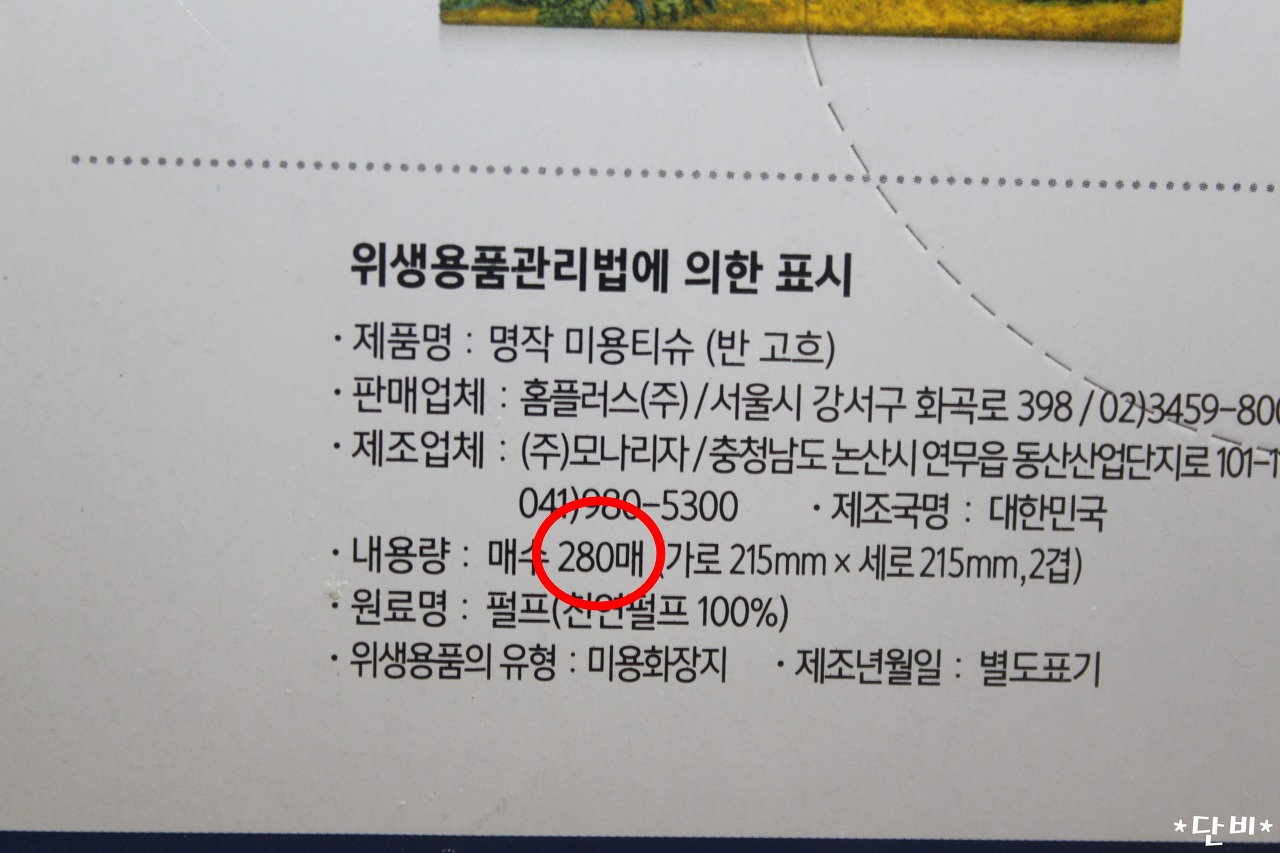 위생용품관리법에 의한 표시
· 제품명 : 명작 미용티슈 (반 고흐)
· 판매업체 : 홈플러스(주) / 서울시 강서구 화곡로 398 / 02)3459-800
· 제조업체 : (주)모나리자 / 충청남도 논산시 연무읍 동산산업단지로 101-1
041)980-5300 · 제조국명 : 대한민국
· 내용량 : 매수 280매 (가로 215mm × 세로 215mm, 2겹)
· 원료명 : 펄프(천연펄프 100%)
· 위생용품의 유형 : 미용화장지 · 제조년월일 : 별도표기
*단비*